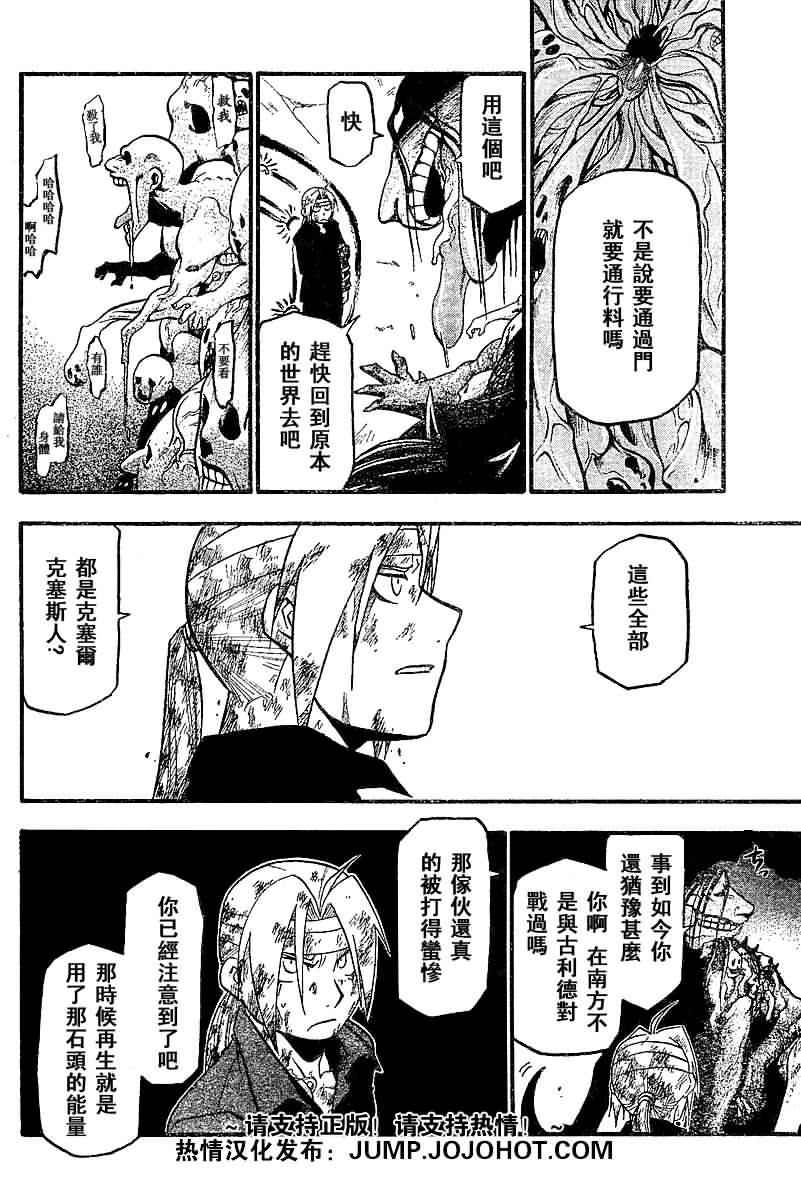 不是說要通過門
就要通行料嗎
用這個吧
快
趕快回到原本
的世界去吧
救我
殺了我
哈哈哈哈
啊哈哈
不要看
有誰
請給我
身體
這些全部
都是克塞爾
克塞斯人？
事到如今你
還猶豫甚麼
你啊 在南方不
是與古利德對
戰過嗎
ちっ
那傢伙還真
的被打得蠻慘
你已經注意到了吧
那時候再生就是
用了那石頭的能量
～请支持正版！请支持热情！～
热情汉化发布：JUMP.JOJOHOT.COM